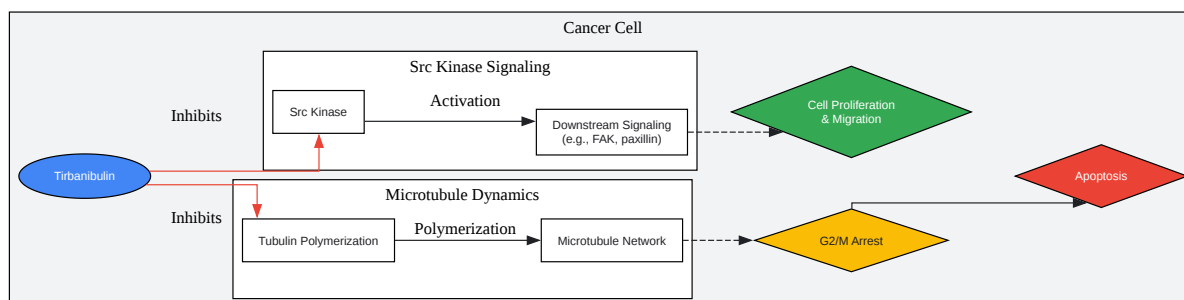 Cancer Cell
Src Kinase Signaling
Inhibits
Src Kinase
Activation
Downstream Signaling
(e.g., FAK, paxillin)
Cell Proliferation
& Migration
Tirbanibulin
Apoptosis
Microtubule Dynamics
Inhibits
Tubulin Polymerization
Polymerization
Microtubule Network
G2/M Arrest